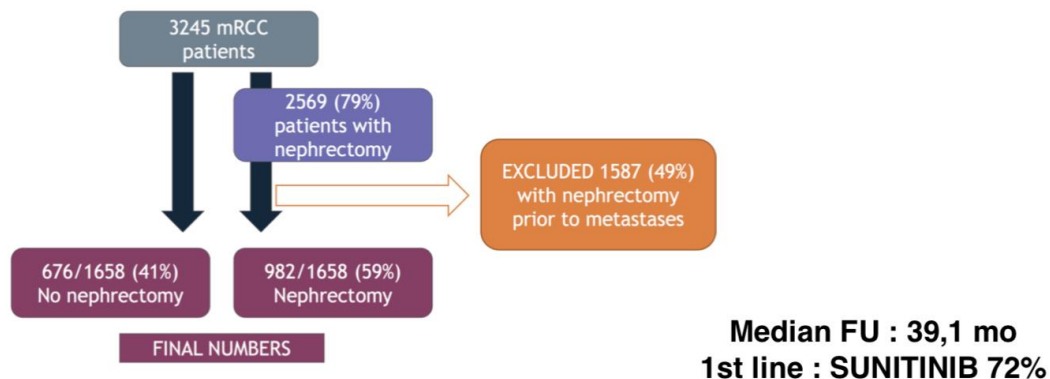 3245 mRCC
patients
2569 (79%)
patients with
nephrectomy
EXCLUDED 1587 (49%)
with nephrectomy
prior to metastases
676/1658 (41%)
No nephrectomy
982/1658 (59%)
Nephrectomy
FINAL NUMBERS
Median FU : 39,1 mo
1st line : SUNITINIB 72%